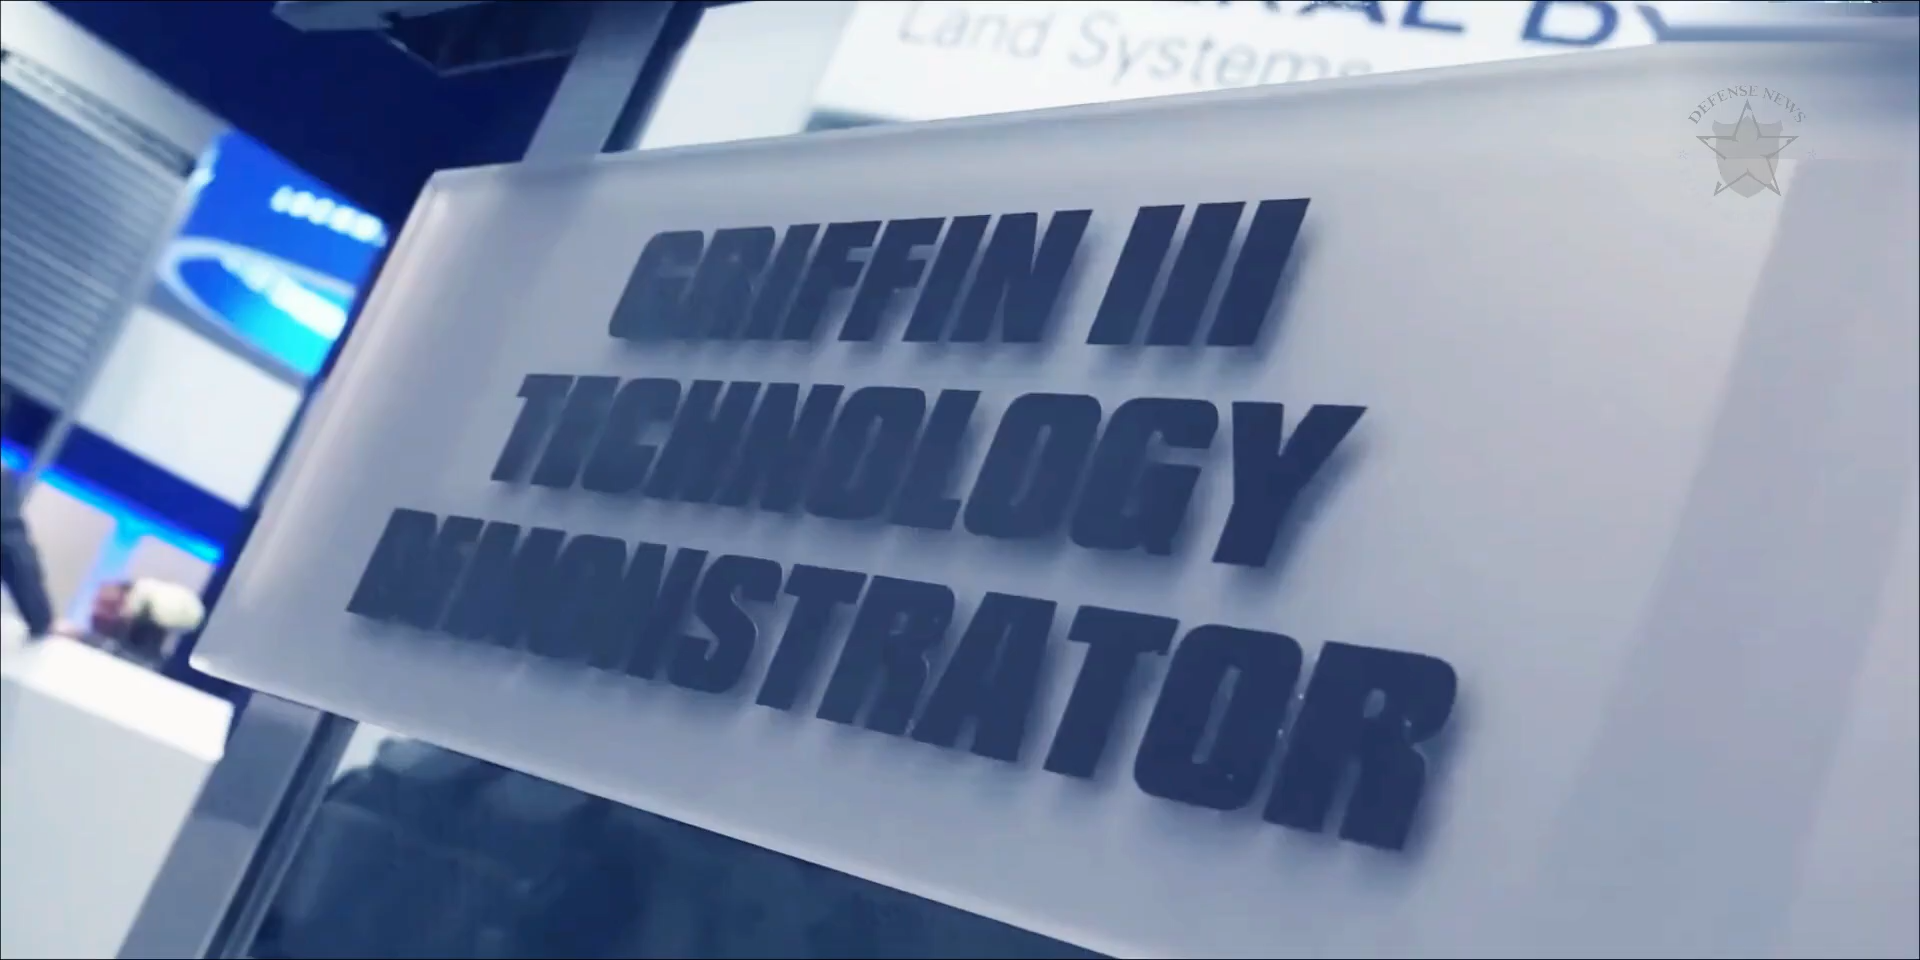 Land Systems
DEFENSE NEWS
GRIFFIN III
TECHNOLOGY
DEMONSTRATOR